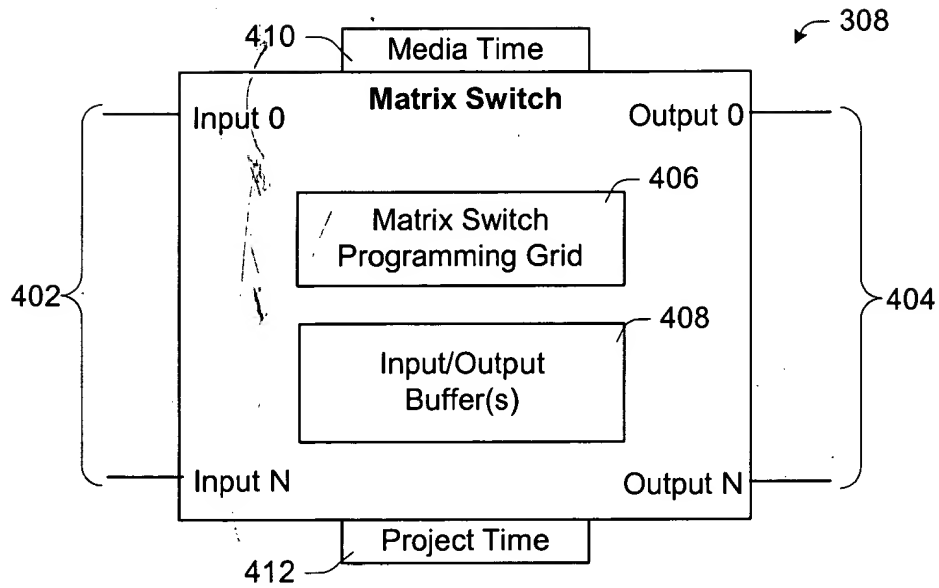 410
Media Time
308
Matrix Switch
Input 0
Output 0
406
Matrix Switch
Programming Grid
402
404
408
Input/Output
Buffer(s)
Input N
Output N
Project Time
412